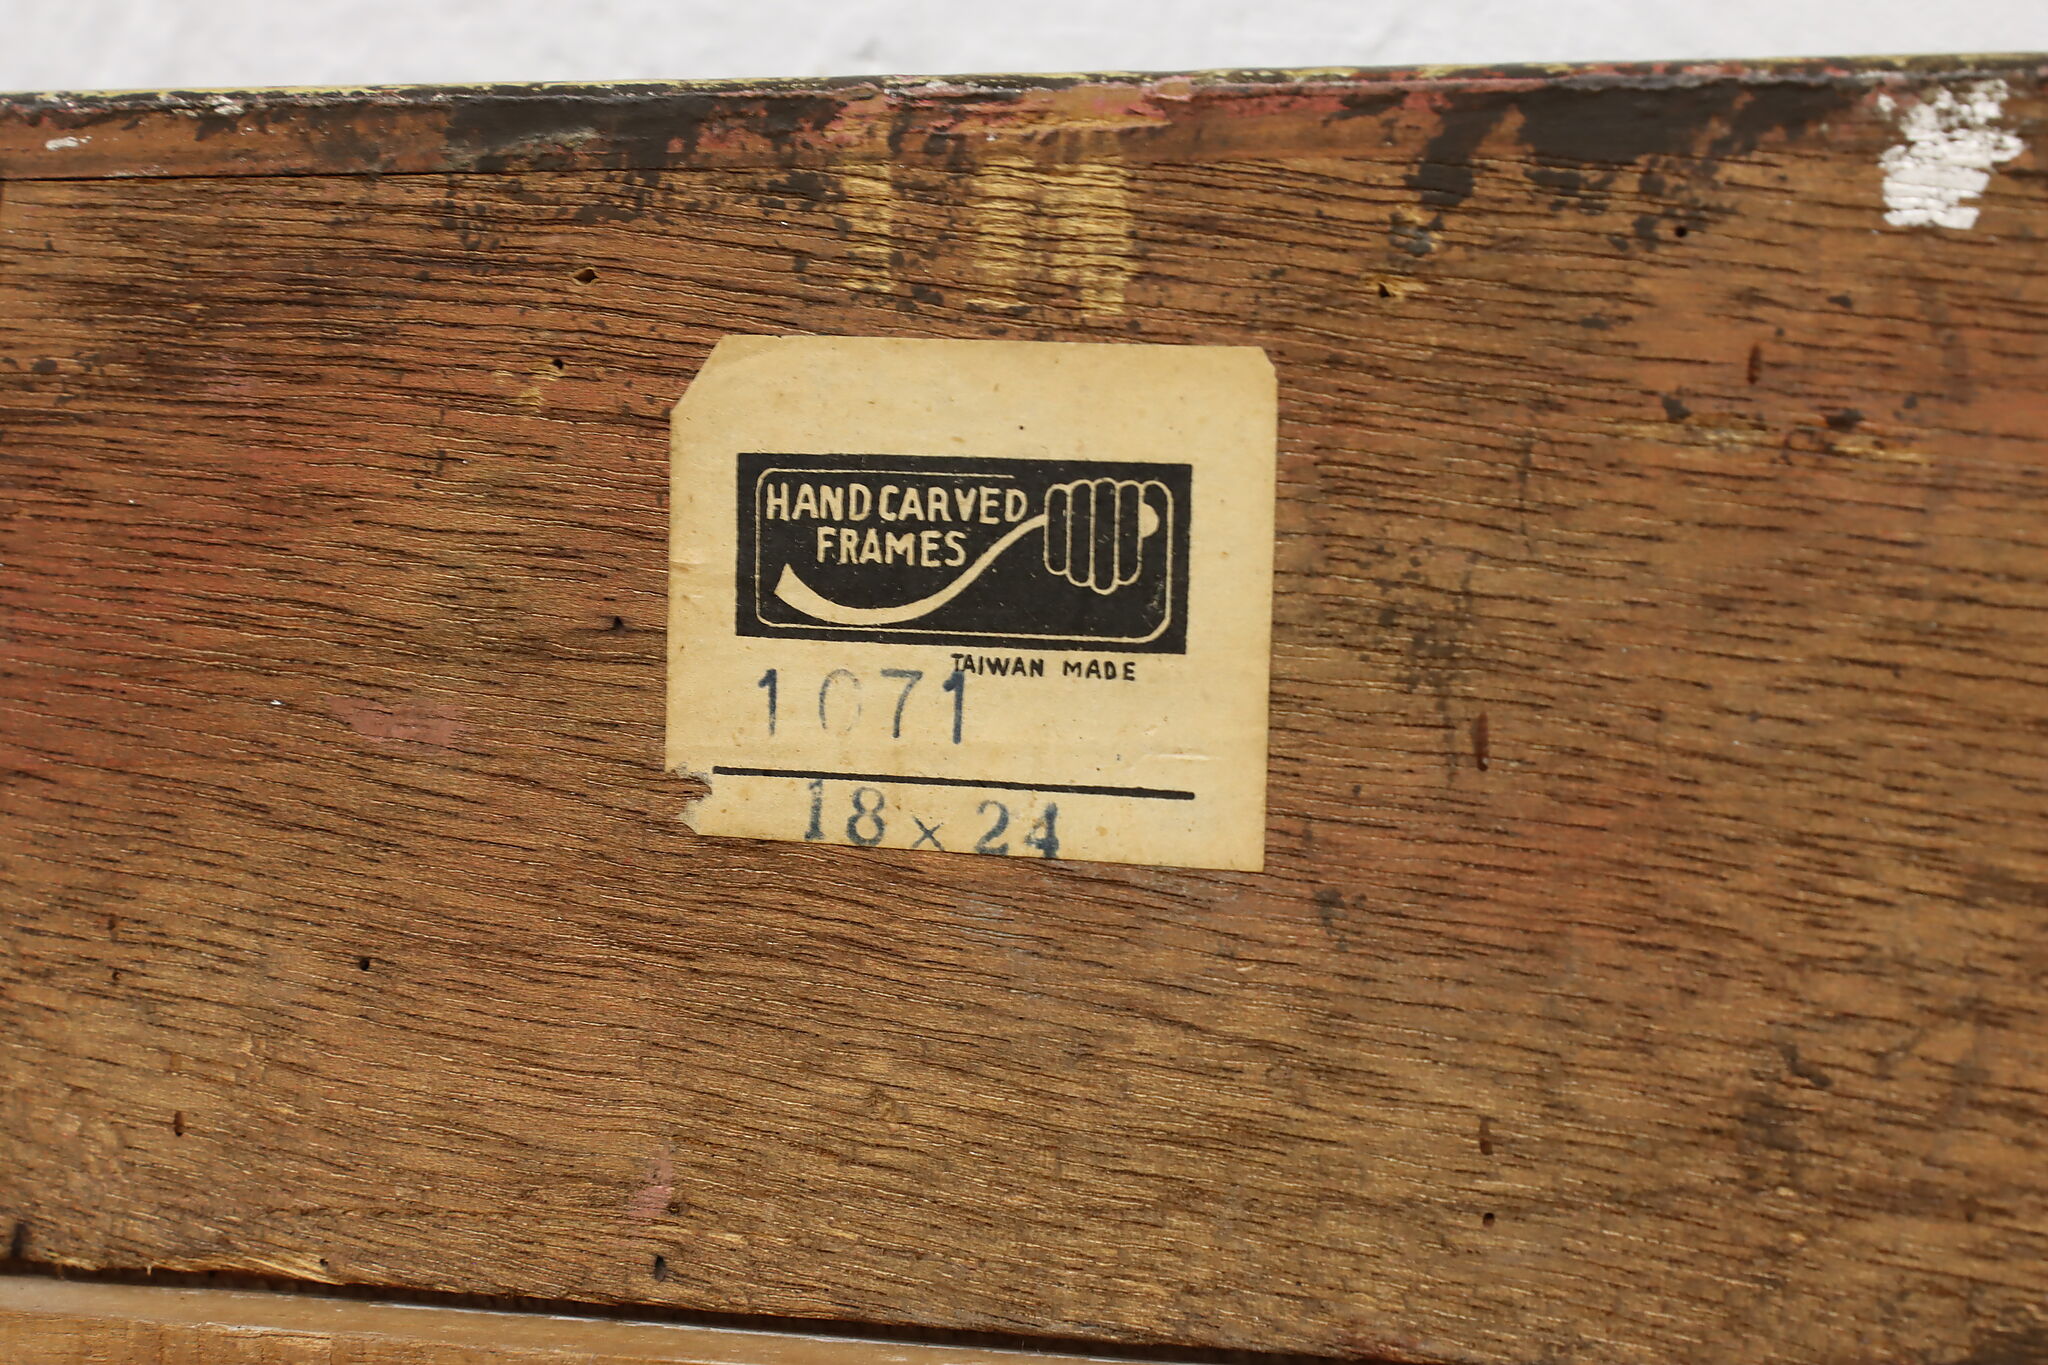 HAND CARVED
FRAMES
TAIWAN MADE
1071
18 x 24